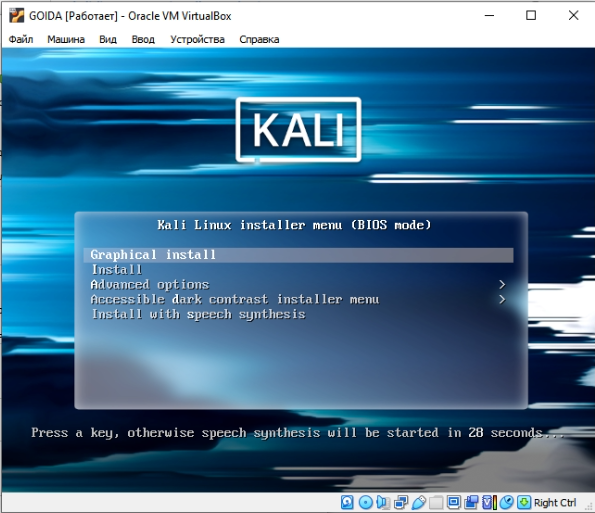 GOIDA [Работает] - Oracle VM VirtualBox
Файл Машина Вид Ввод Устройства Справка
KALI
Kali Linux installer menu (BIOS mode)
Graphical install
Install
Advanced options >
Accessible dark contrast installer menu >
Install with speech synthesis
Press a key, otherwise speech synthesis will be started in 28 seconds...
Right Ctrl